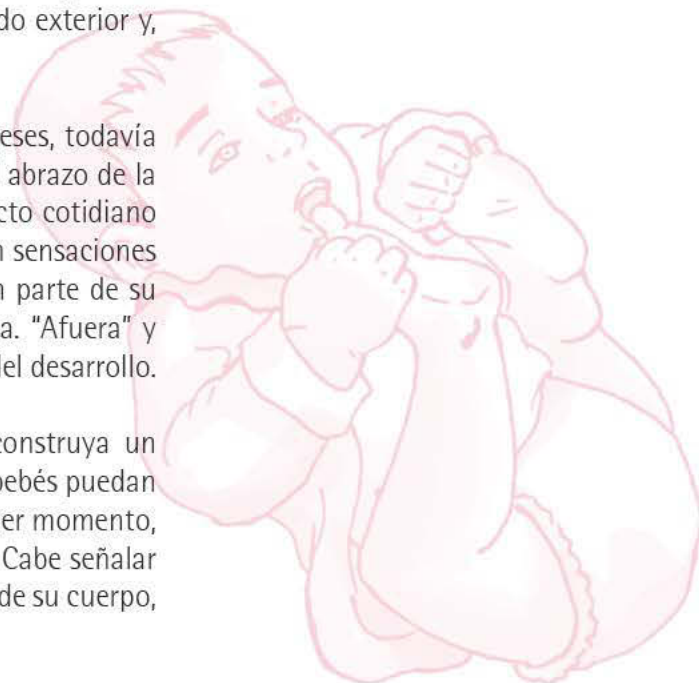 do exterior y,
eses, todavía
abrazo de la
cto cotidiano
n sensaciones
n parte de su
a. “Afuera” y
del desarrollo.
onstruya un
bebés puedan
er momento,
Cabe señalar
de su cuerpo,